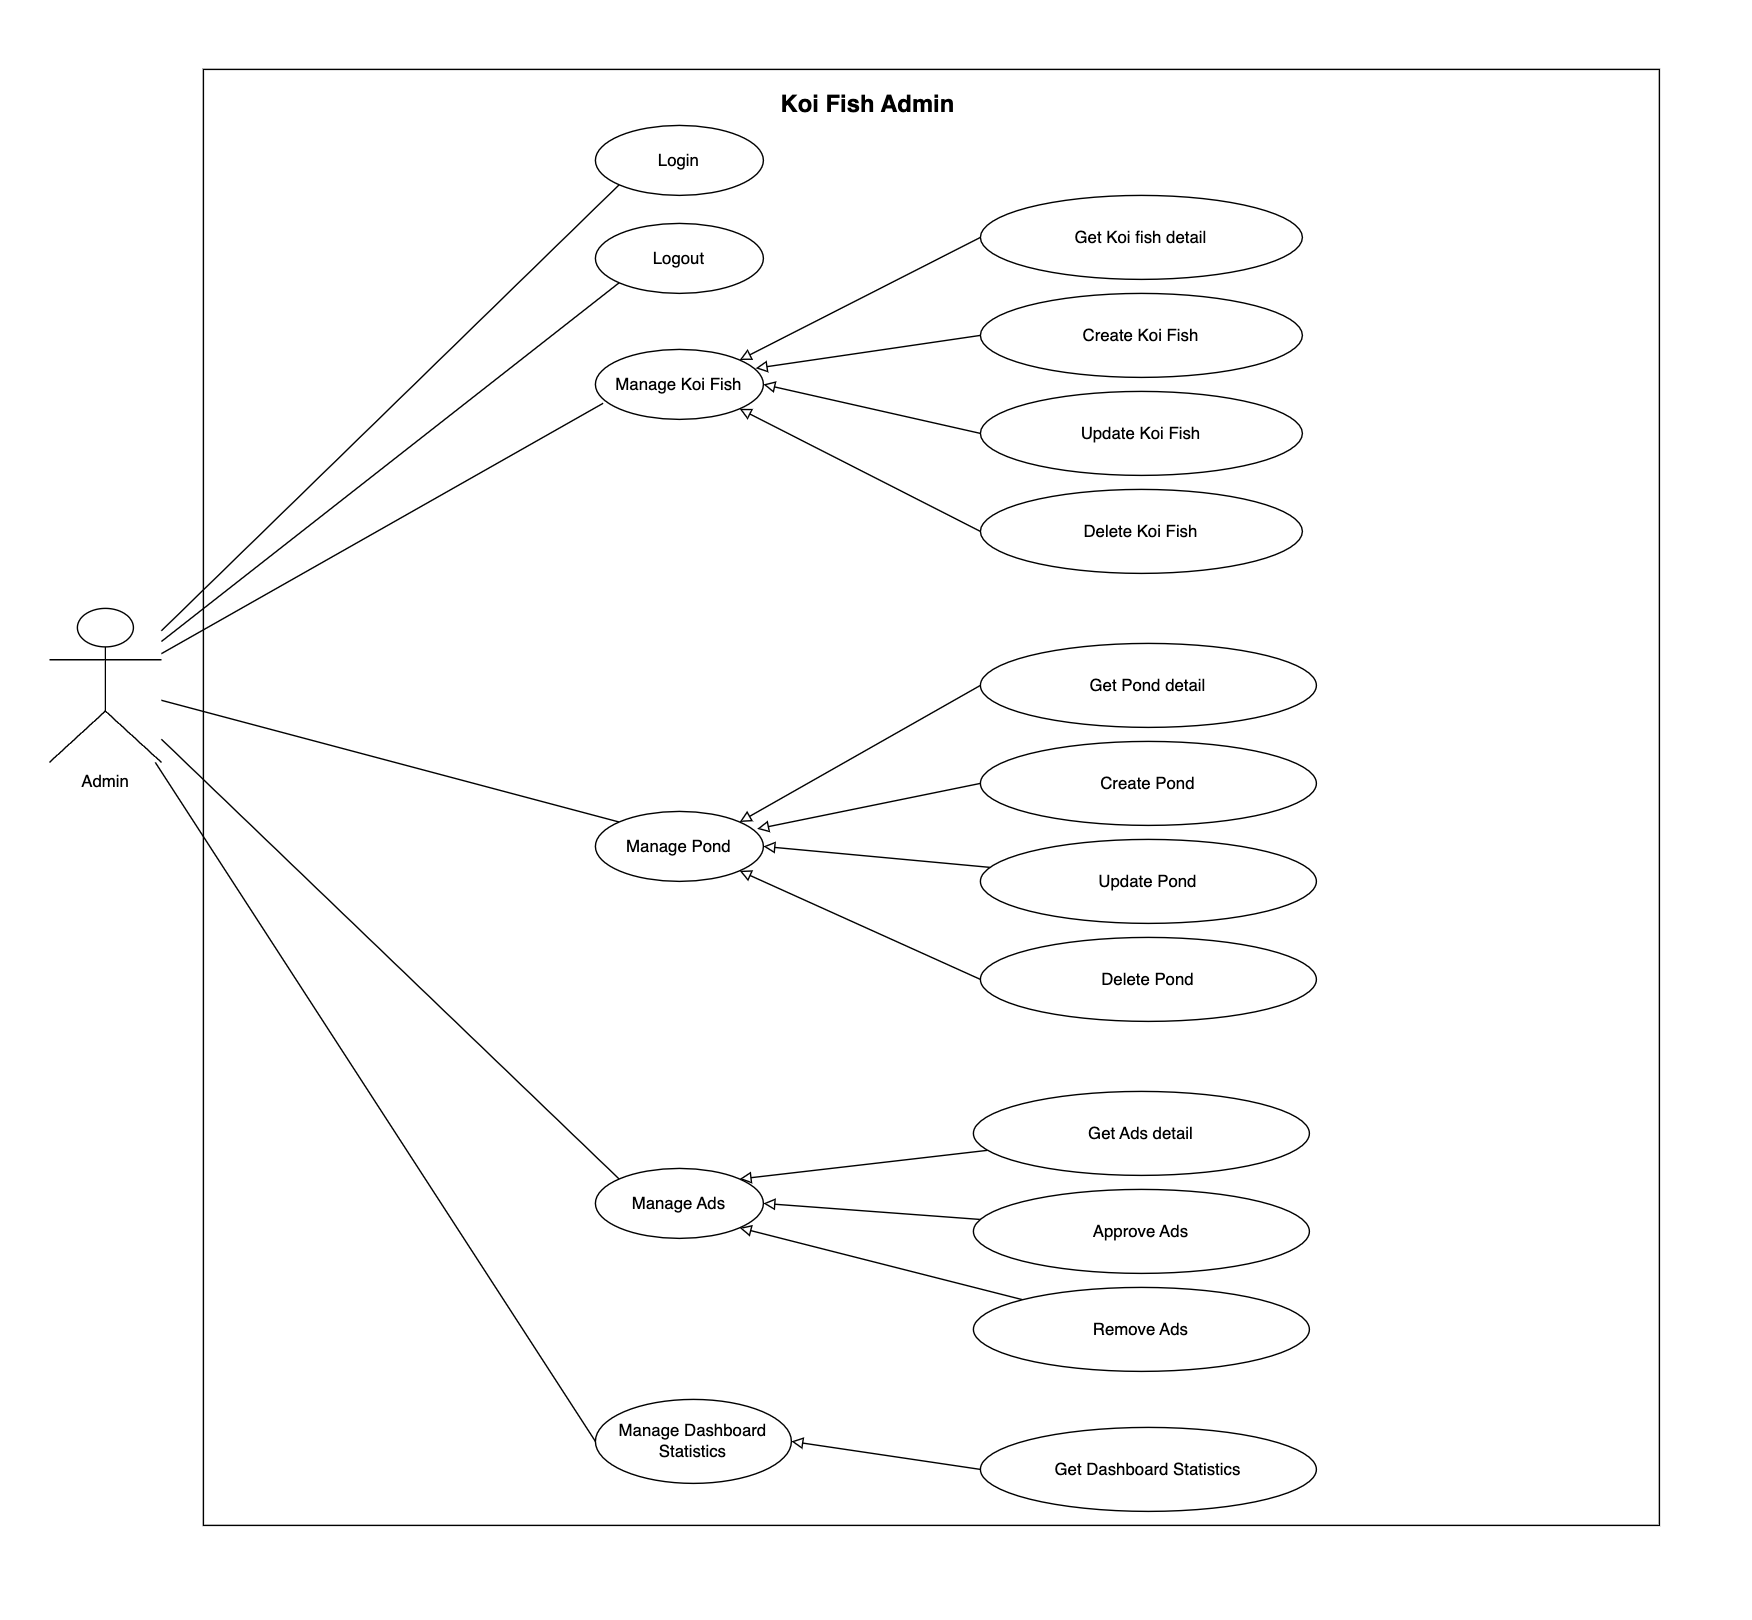 Koi Fish Admin
Login
Logout
Get Koi fish detail
Create Koi Fish
Manage Koi Fish
Update Koi Fish
Delete Koi Fish
Admin
Get Pond detail
Create Pond
Manage Pond
Update Pond
Delete Pond
Get Ads detail
Manage Ads
Approve Ads
Remove Ads
Manage Dashboard
Statistics
Get Dashboard Statistics